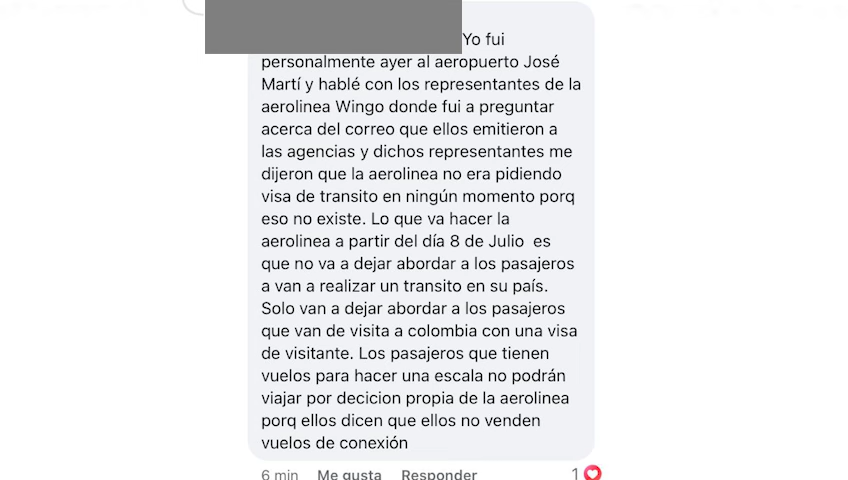 Yo fui
personalmente ayer al aeropuerto José
Martí y hablé con los representantes de la
aerolinea Wingo donde fui a preguntar
acerca del correo que ellos emitieron a
las agencias y dichos representantes me
dijeron que la aerolinea no era pidiendo
visa de transito en ningún momento porq
eso no existe. Lo que va hacer la
aerolinea a partir del día 8 de Julio  es
que no va a dejar abordar a los pasajeros
a van a realizar un transito en su país.
Solo van a dejar abordar a los pasajeros
que van de visita a colombia con una visa
de visitante. Los pasajeros que tienen
vuelos para hacer una escala no podrán
viajar por decicion propia de la aerolinea
porq ellos dicen que ellos no venden
vuelos de conexión
6 min Me gusta Responder 1